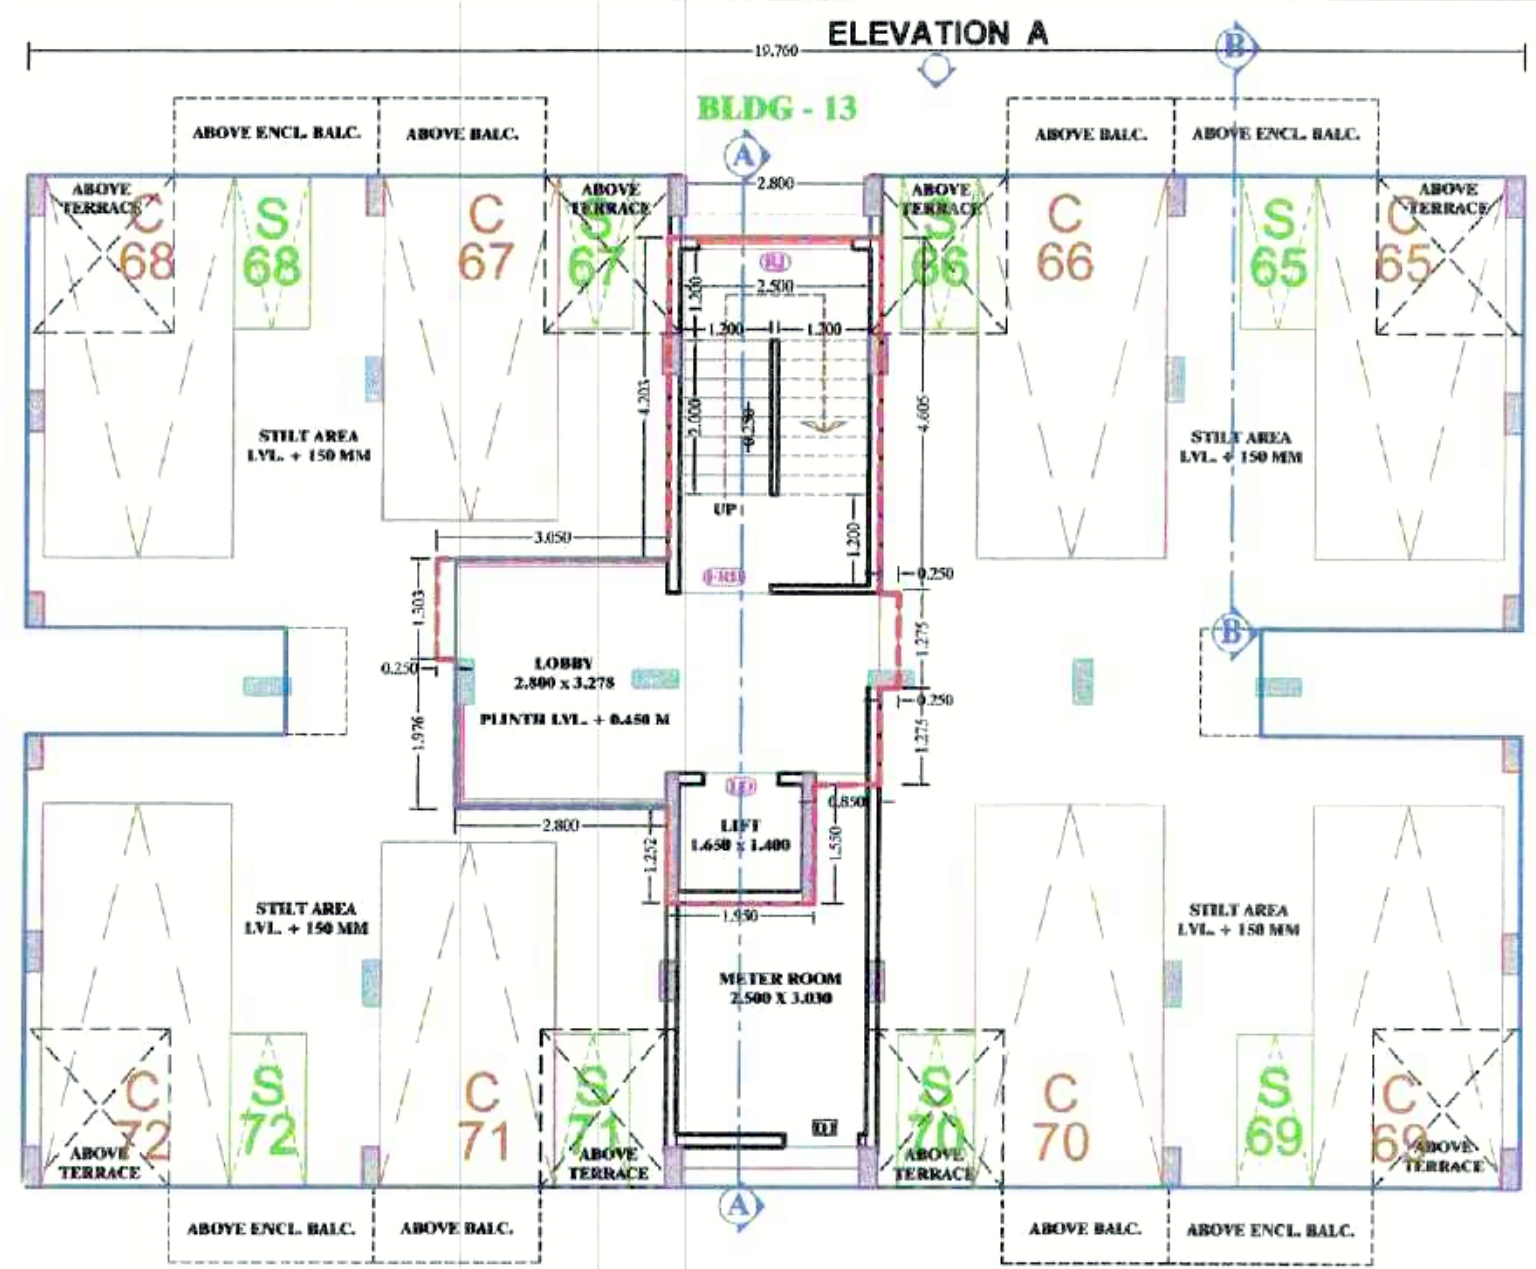 ELEVATION A
19.760
B
BLDG - 13
ABOVE ENCL. BALC.
ABOVE BALC.
ABOVE BALC.
ABOVE ENCL. BALC.
A
2.800
ABOVE
TERRACE
C
68
S
68
C
67
ABOVE
TERRACE
S
67
ABOVE
TERRACE
S
66
C
66
S
65
ABOVE
TERRACE
C
65
2.500
1.200
1.200
1.200
4.203
2.000
0.250
4.605
STILT AREA
LVL. + 150 MM
STILT AREA
LVL. + 150 MM
UP
1.200
3.050
0.250
1.303
1.275
B
0.250
LOBBY
2.800 x 3.278
PLINTH LVL. + 0.450 M
0.250
1.976
1.275
LIFT
1.650 x 1.400
0.850
2.800
1.252
1.550
1.950
STILT AREA
LVL. + 150 MM
STILT AREA
LVL. + 150 MM
METER ROOM
2.500 X 3.030
C
72
ABOVE
TERRACE
S
72
C
71
S
71
ABOVE
TERRACE
S
70
ABOVE
TERRACE
C
70
S
69
C
69
ABOVE
TERRACE
A
ABOVE ENCL. BALC.
ABOVE BALC.
ABOVE BALC.
ABOVE ENCL. BALC.